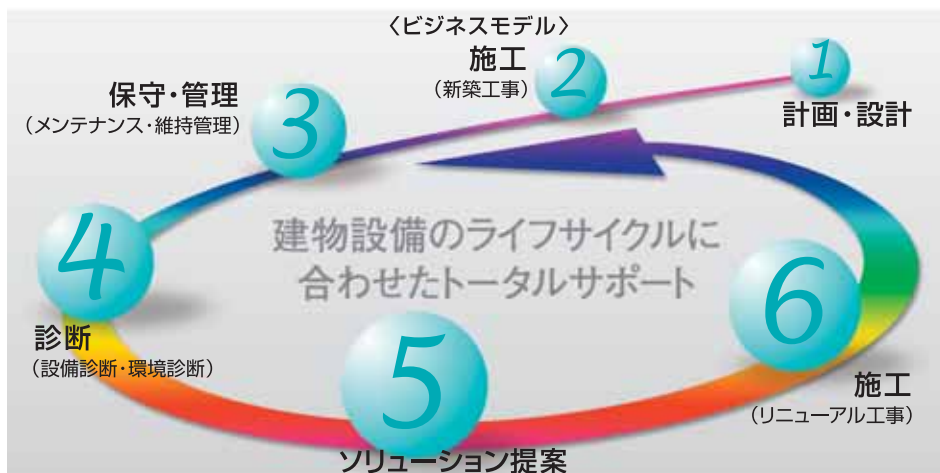 〈ビジネスモデル〉
1
計画・設計
2
施工
（新築工事）
3
保守・管理
（メンテナンス・維持管理）
4
診断
（設備診断・環境診断）
5
ソリューション提案
6
施工
（リニューアル工事）
建物設備のライフサイクルに
合わせたトータルサポート